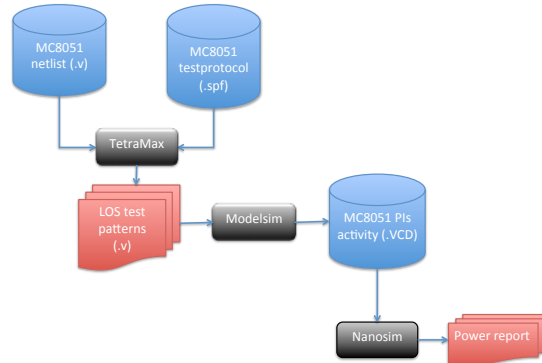 MC8051
netlist (.v)
MC8051
testprotocol
(.spf)
TetraMax
LOS test
patterns
(.v)
Modelsim
MC8051 PIs
activity (.VCD)
Nanosim
Power report